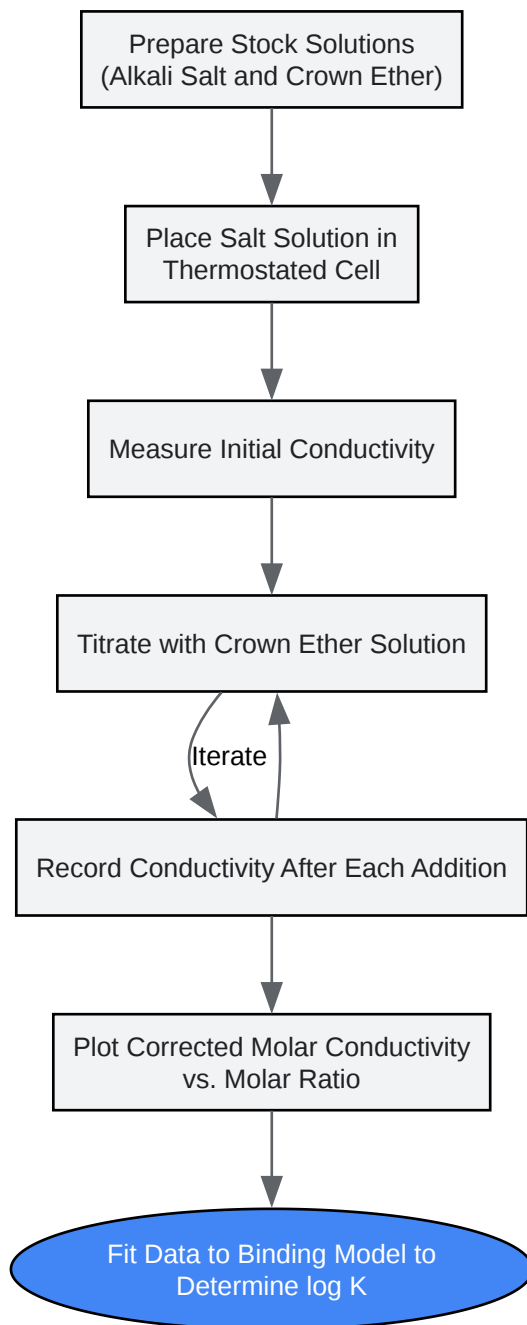 Prepare Stock Solutions
(Alkali Salt and Crown Ether)
Place Salt Solution in
Thermostated Cell
Measure Initial Conductivity
Titrate with Crown Ether Solution
Iterate
Record Conductivity After Each Addition
Plot Corrected Molar Conductivity
vs. Molar Ratio
Fit Data to Binding Model to
Determine log K